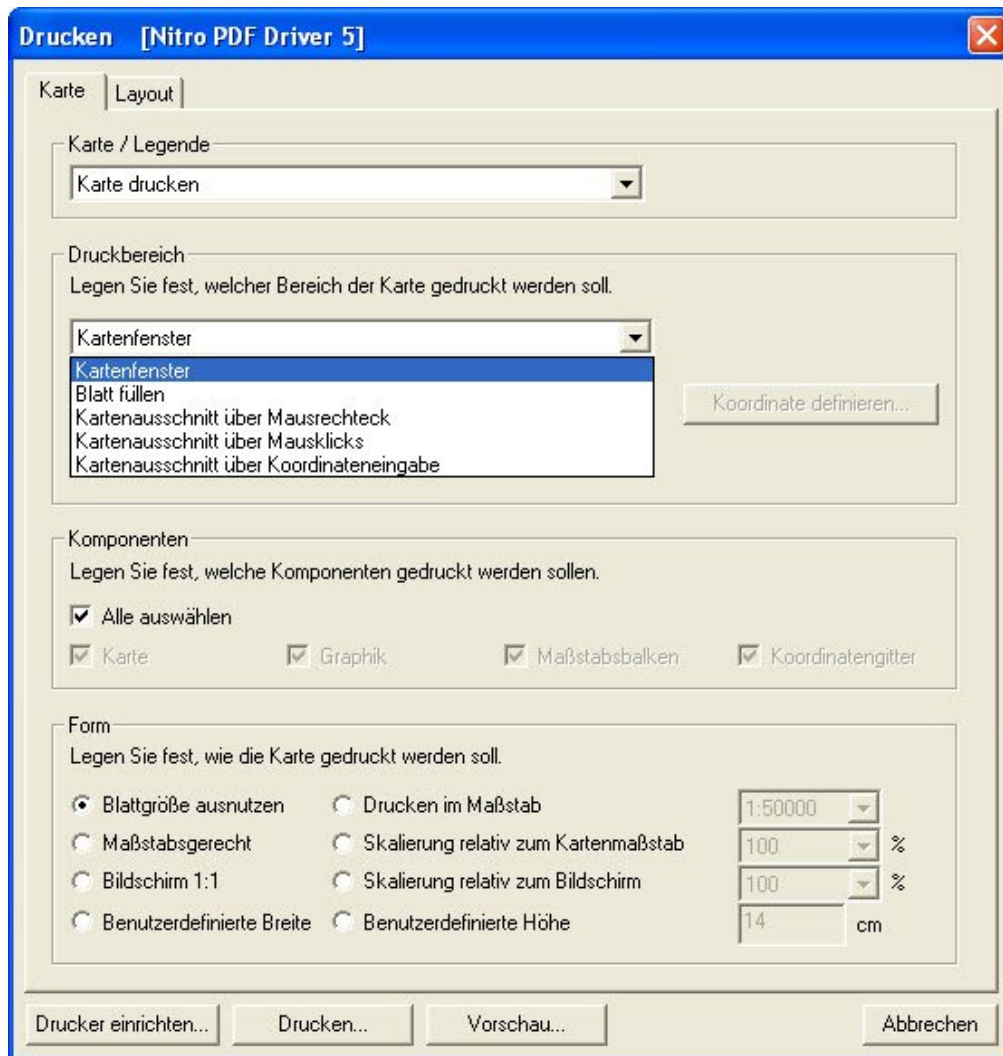 Drucken [Nitro PDF Driver 5]
Karte Layout
Karte / Legende
Karte drucken
Druckbereich
Legen Sie fest, welcher Bereich der Karte gedruckt werden soll.
Kartenfenster
Kartenfenster
Blatt füllen
Kartenausschnitt über Mausrechteck
Kartenausschnitt über Mausklicks
Kartenausschnitt über Koordinateneingabe
Koordinate definieren...
Komponenten
Legen Sie fest, welche Komponenten gedruckt werden sollen.
Alle auswählen
Karte Graphik Maßstabsbalken Koordinatengitter
Form
Legen Sie fest, wie die Karte gedruckt werden soll.
Blattgröße ausnutzen Drucken im Maßstab 1:50000
Maßstabsgerecht Skalierung relativ zum Kartenmaßstab 100 %
Bildschirm 1:1 Skalierung relativ zum Bildschirm 100 %
Benutzerdefinierte Breite Benutzerdefinierte Höhe 14 cm
Drucker einrichten... Drucken... Vorschau... Abbrechen